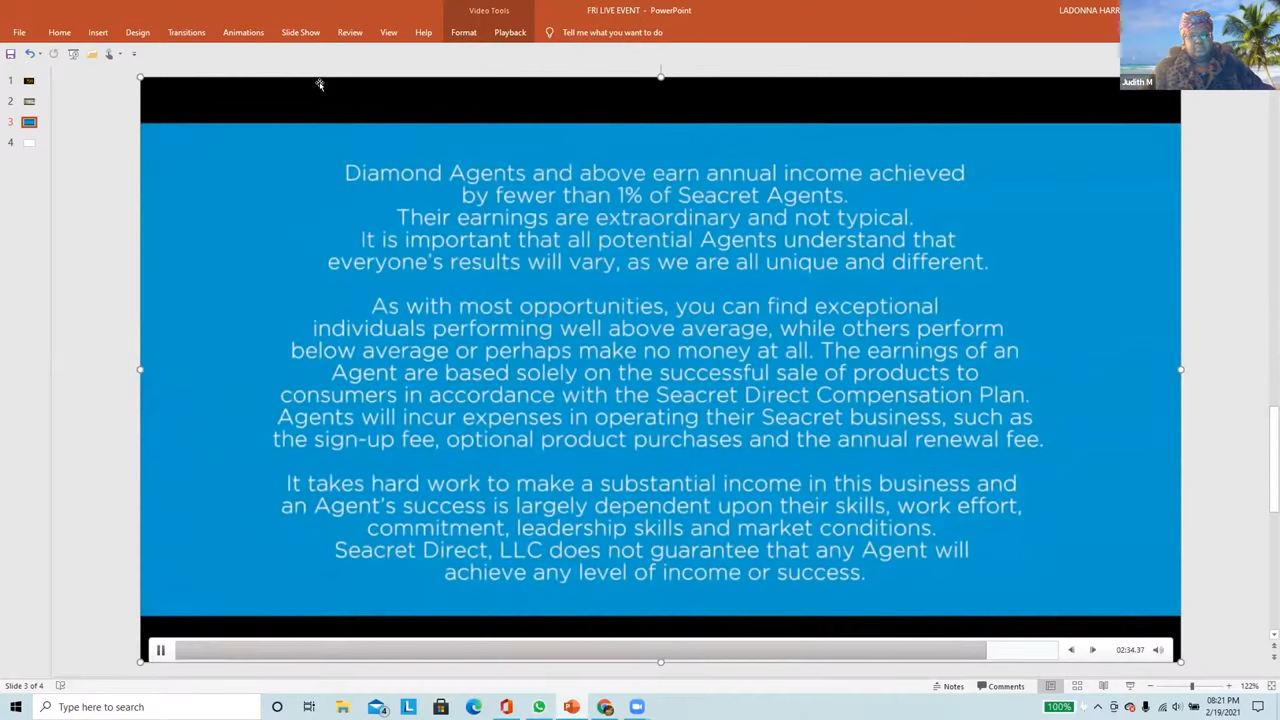 Video Tools
FRI LIVE EVENT - PowerPoint
LADONNA HARR
File Home Insert Design Transitions Animations Slide Show Review View Help Format Playback Tell me what you want to do
Judith M
1
2
3
4
Diamond Agents and above earn annual income achieved
by fewer than 1% of Seacret Agents.
Their earnings are extraordinary and not typical.
It is important that all potential Agents understand that
everyone's results will vary, as we are all unique and different.
As with most opportunities, you can find exceptional
individuals performing well above average, while others perform
below average or perhaps make no money at all. The earnings of an
Agent are based solely on the successful sale of products to
consumers in accordance with the Seacret Direct Compensation Plan.
Agents will incur expenses in operating their Seacret business, such as
the sign-up fee, optional product purchases and the annual renewal fee.
It takes hard work to make a substantial income in this business and
an Agent's success is largely dependent upon their skills, work effort,
commitment, leadership skills and market conditions.
Seacret Direct, LLC does not guarantee that any Agent will
achieve any level of income or success.
02:34.37
Slide 3 of 4 Notes Comments 122%
Type here to search
100%
08:21 PM
2/19/2021